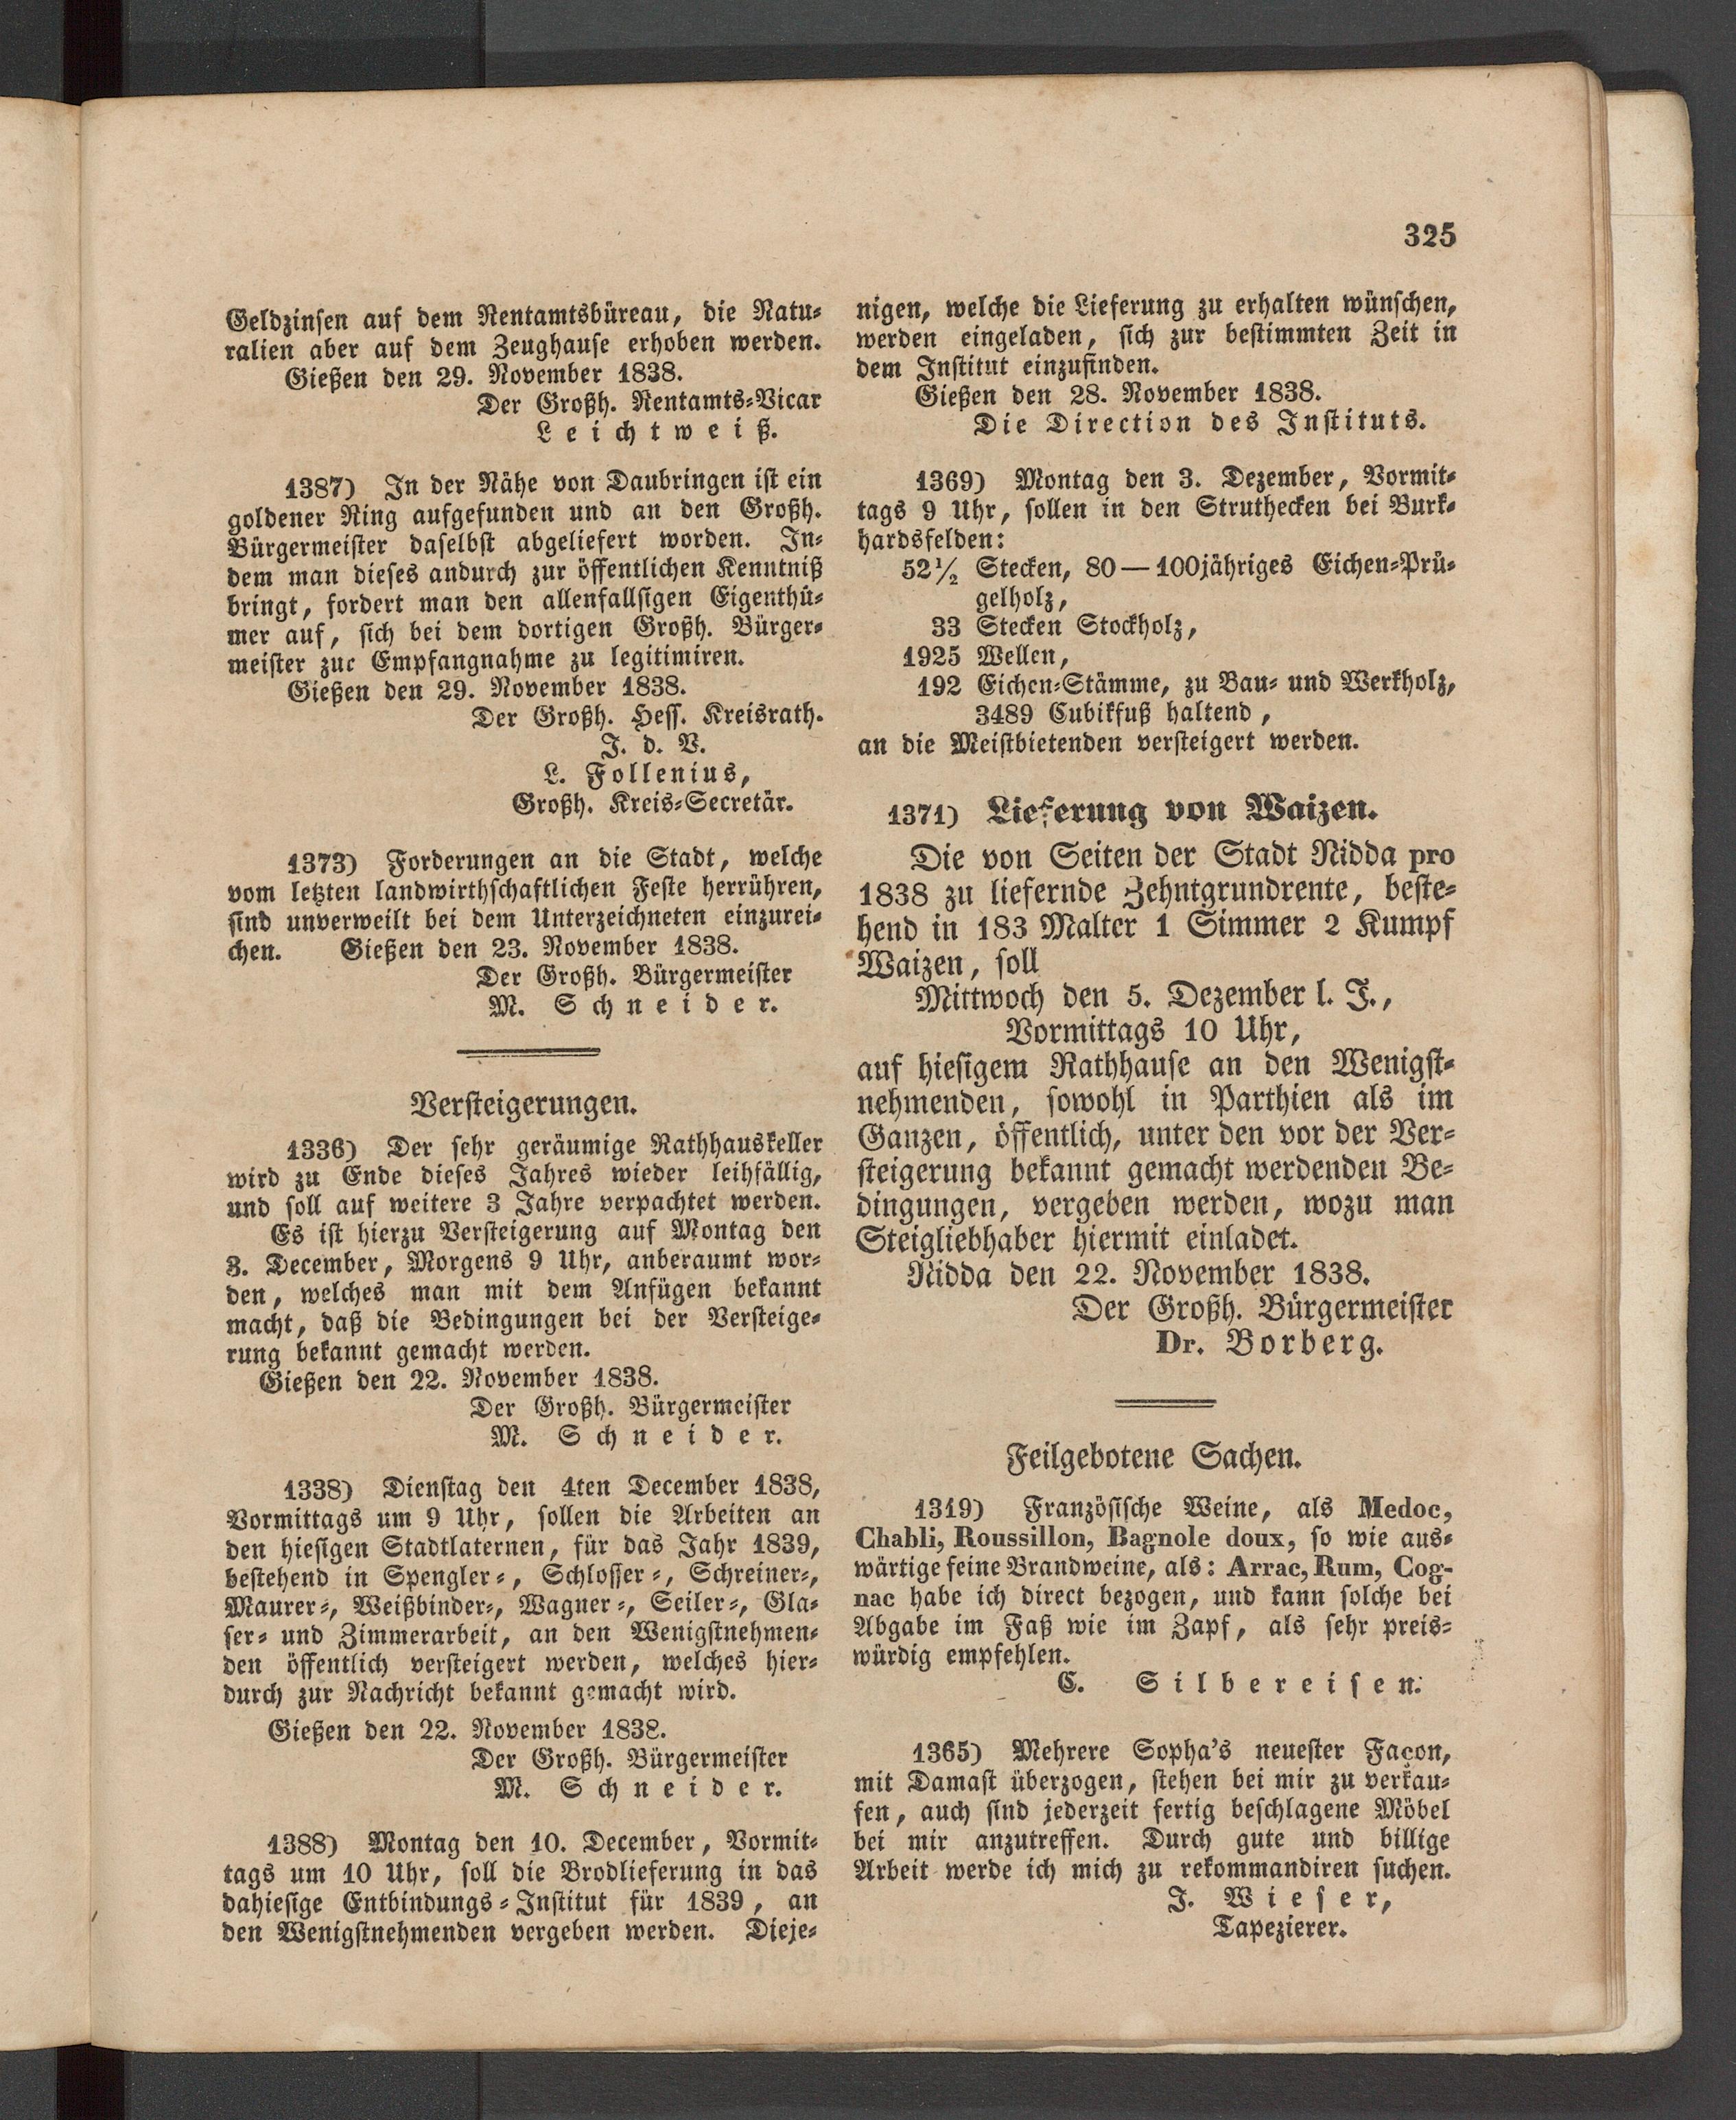 325
Geldzinsen auf dem Rentamtsbüreau, die Natu-
ralien aber auf dem Zeughause erhoben werden.
Gießen den 29. November 1838.
Der Großh. Rentamts-Vicar
Leichtweiß.
1387) In der Nähe von Daubringen ist ein
goldener Ring aufgefunden und an den Großh.
Bürgermeister daselbst abgeliefert worden. In-
dem man dieses andurch zur öffentlichen Kenntniß
bringt, fordert man den allenfallsigen Eigenthü-
mer auf, sich bei dem dortigen Großh. Bürger-
meister zur Empfangnahme zu legitimiren.
Gießen den 29. November 1838.
Der Großh. Hess. Kreisrath.
J. d. V.
L. Follenius,
Großh. Kreis-Secretär.
1373) Forderungen an die Stadt, welche
vom letzten landwirthschaftlichen Feste herrühren,
sind unverweilt bei dem Unterzeichneten einzurei-
chen. Gießen den 23. November 1838.
Der Großh. Bürgermeister
M. Schneider.
Versteigerungen.
1336) Der sehr geräumige Rathhauskeller
wird zu Ende dieses Jahres wieder leihfällig,
und soll auf weitere 3 Jahre verpachtet werden.
Es ist hierzu Versteigerung auf Montag den
3. December, Morgens 9 Uhr, anberaumt wor-
den, welches man mit dem Anfügen bekannt
macht, daß die Bedingungen bei der Versteige-
rung bekannt gemacht werden.
Gießen den 22. November 1838.
Der Großh. Bürgermeister
M. Schneider.
1338) Dienstag den 4ten December 1838,
Vormittags um 9 Uhr, sollen die Arbeiten an
den hiesigen Stadtlaternen, für das Jahr 1839,
bestehend in Spengler-, Schlosser-, Schreiner-,
Maurer-, Weißbinder-, Wagner-, Seiler-, Gla-
ser- und Zimmerarbeit, an den Wenigstnehmen-
den öffentlich versteigert werden, welches hier-
durch zur Nachricht bekannt gemacht wird.
Gießen den 22. November 1838.
Der Großh. Bürgermeister
M. Schneider.
1388) Montag den 10. December, Vormit-
tags um 10 Uhr, soll die Brodlieferung in das
dahiesige Entbindungs-Institut für 1839, an
den Wenigstnehmenden vergeben werden. Dieje-
nigen, welche die Lieferung zu erhalten wünschen,
werden eingeladen, sich zur bestimmten Zeit in
dem Institut einzufinden.
Gießen den 28. November 1838.
Die Direction des Instituts.
1369) Montag den 3. Dezember, Vormit-
tags 9 Uhr, sollen in den Struthecken bei Burk-
hardsfelden:
52 1/2 Stecken, 80—100jähriges Eichen-Prü-
gelholz,
33 Stecken Stockholz,
1925 Wellen,
192 Eichen-Stämme, zu Bau- und Werkholz,
3489 Cubikfuß haltend,
an die Meistbietenden versteigert werden.
1371) Lieferung von Waizen.
Die von Seiten der Stadt Nidda pro
1838 zu liefernde Zehntgrundrente, beste-
hend in 183 Malter 1 Simmer 2 Kumpf
Waizen, soll
Mittwoch den 5. Dezember l. J.,
Vormittags 10 Uhr,
auf hiesigem Rathhause an den Wenigst-
nehmenden, sowohl in Parthien als im
Ganzen, öffentlich, unter den vor der Ver-
steigerung bekannt gemacht werdenden Be-
dingungen, vergeben werden, wozu man
Steigliebhaber hiermit einladet.
Nidda den 22. November 1838.
Der Großh. Bürgermeister
Dr. Borberg.
Feilgebotene Sachen.
1319) Französische Weine, als Medoc,
Chabli, Roussillon, Bagnole doux, so wie aus-
wärtige feine Brandweine, als: Arrac, Rum, Cog-
nac habe ich direct bezogen, und kann solche bei
Abgabe im Faß wie im Zapf, als sehr preis-
würdig empfehlen.
C. Silbereisen.
1365) Mehrere Sopha's neuester Façon,
mit Damast überzogen, stehen bei mir zu verkau-
fen, auch sind jederzeit fertig beschlagene Möbel
bei mir anzutreffen. Durch gute und billige
Arbeit werde ich mich zu rekommandiren suchen.
J. Wieser,
Tapezierer.